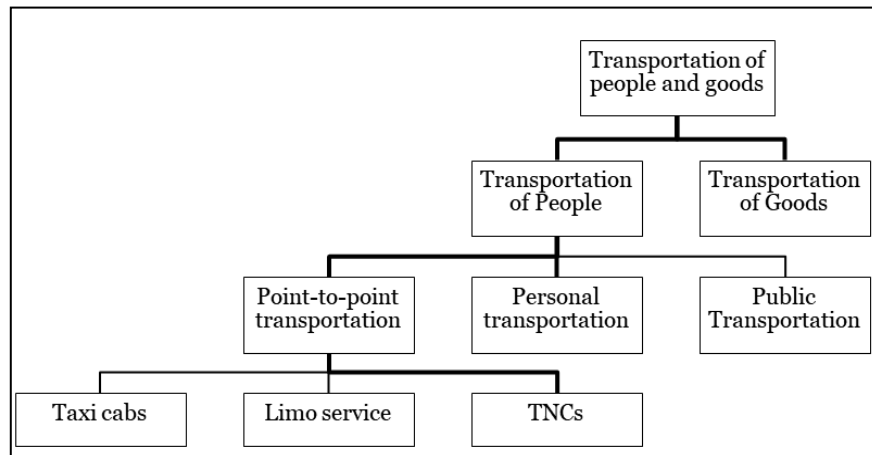 Transportation of
people and goods
Transportation
of People
Transportation
of Goods
Point-to-point
transportation
Personal
transportation
Public
Transportation
Taxi cabs
Limo service
TNCs